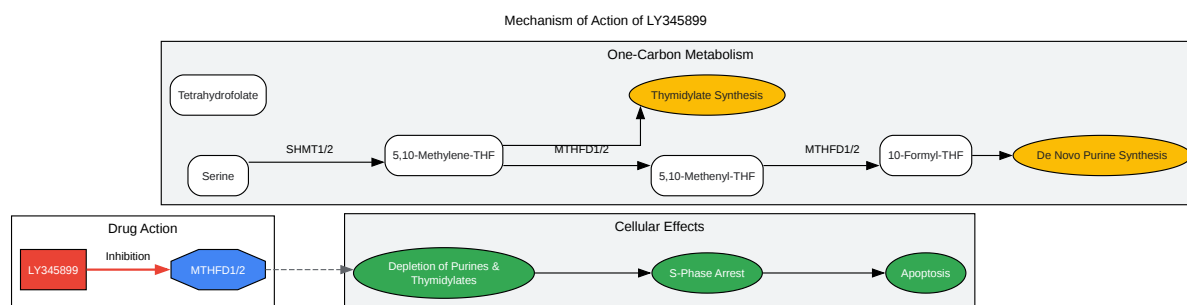 Mechanism of Action of LY345899
One-Carbon Metabolism
Tetrahydrofolate
Thymidylate Synthesis
Serine
SHMT1/2
5,10-Methylene-THF
MTHFD1/2
5,10-Methenyl-THF
MTHFD1/2
10-Formyl-THF
De Novo Purine Synthesis
Drug Action
LY345899
Inhibition
MTHFD1/2
Cellular Effects
Depletion of Purines &
Thymidylates
S-Phase Arrest
Apoptosis